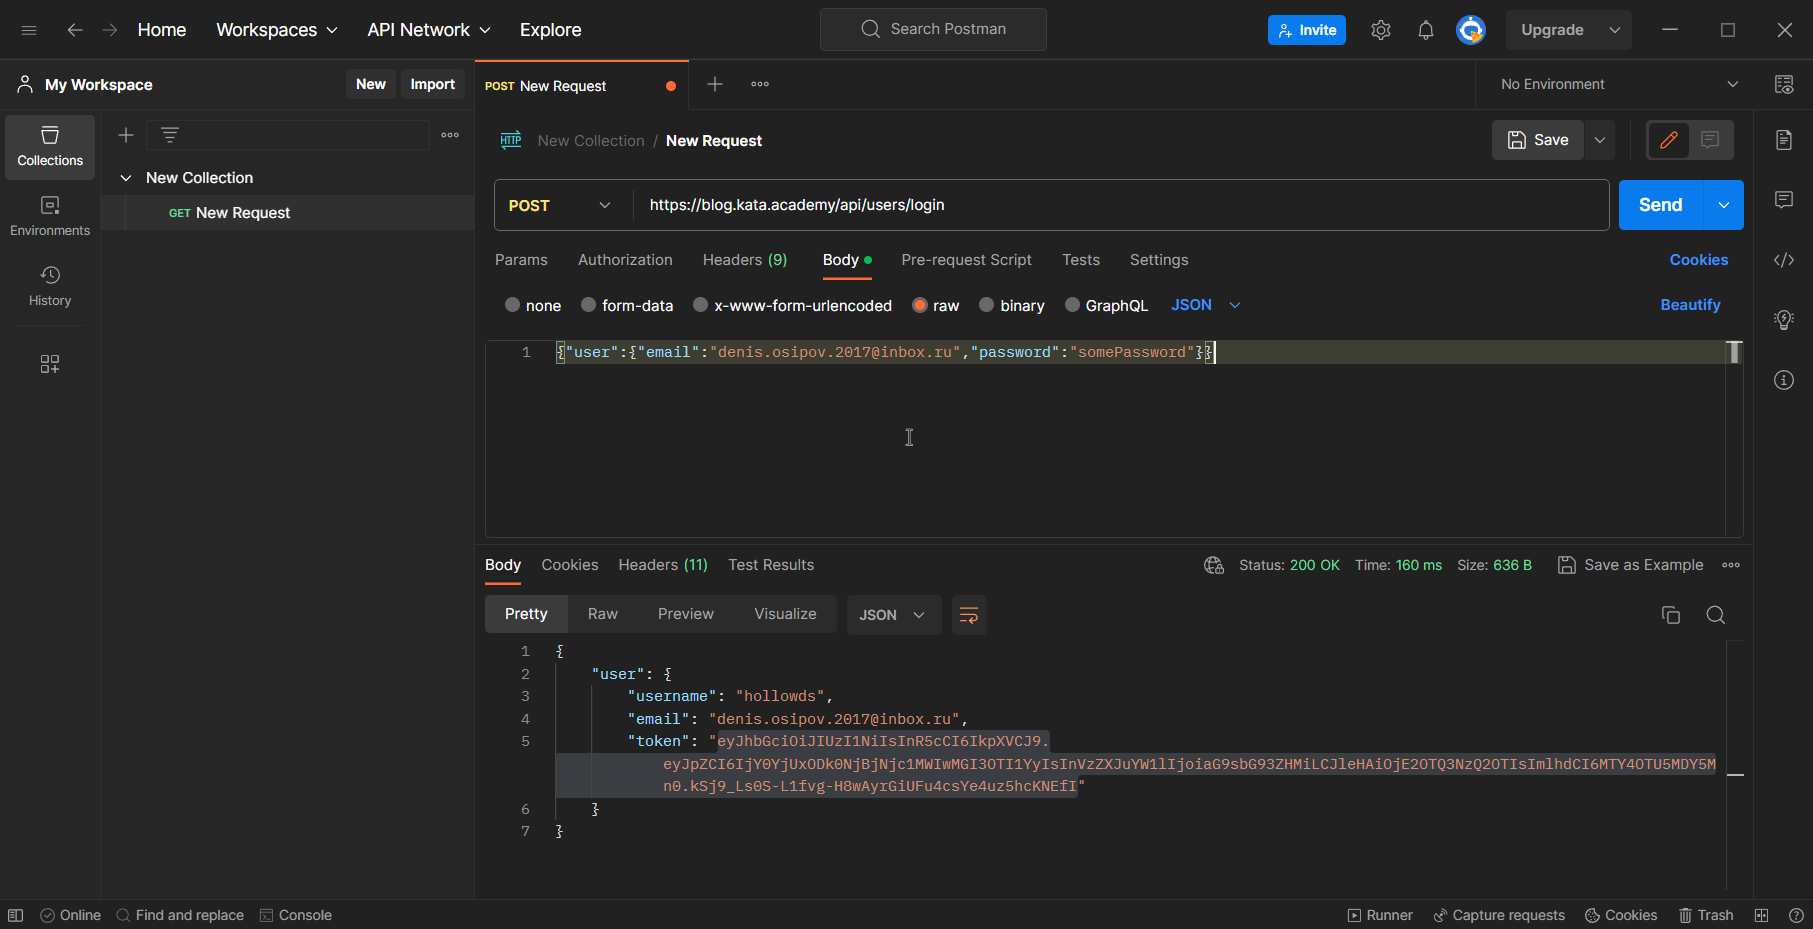 Home Workspaces API Network Explore Search Postman Invite Upgrade
My Workspace New Import POST New Request No Environment
Collections
Environments
History
New Collection
GET New Request
HTTP New Collection / New Request Save
POST https://blog.kata.academy/api/users/login Send
Params Authorization Headers (9) Body Pre-request Script Tests Settings Cookies
none form-data x-www-form-urlencoded raw binary GraphQL JSON Beautify
1 {"user":{"email":"denis.osipov.2017@inbox.ru","password":"somePassword"}}
Body Cookies Headers (11) Test Results Status: 200 OK Time: 160 ms Size: 636 B Save as Example
Pretty Raw Preview Visualize JSON
1 {
2 "user": {
3 "username": "hollowds",
4 "email": "denis.osipov.2017@inbox.ru",
5 "token": "eyJhbGciOiJIUzI1NiIsInR5cCI6IkpXVCJ9.
eyJpZCI6IjY0YjUxODk0NjBjNjc1MWIwMGI3OTI1YyIsInVzZXJuYW1lIjoiaG9sbG93ZHMiLCJleHAiOjE2OTQ3NzQ2OTIsImlhdCI6MTY4OTU5MDY5M
n0.kSj9_Ls0S-L1fvg-H8wAyrGiUFu4csYe4uz5hcKNEfI"
6 }
7 }
Online Find and replace Console Runner Capture requests Cookies Trash